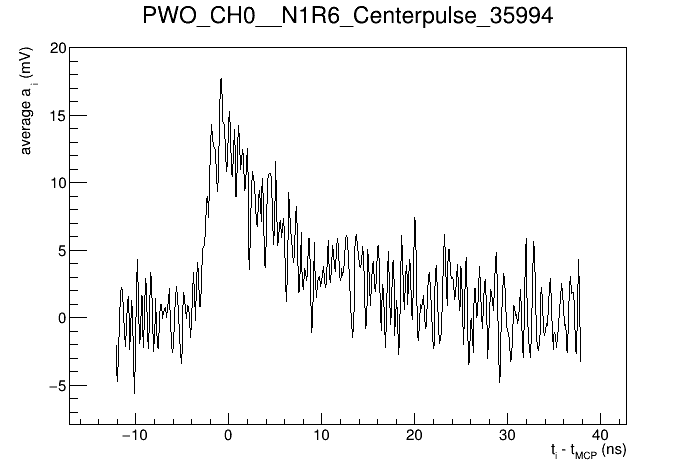 PWO_CH0__N1R6_Centerpulse_35994
average a_i (mV)
20
15
10
5
0
−5
−10 0 10 20 30 40
t_i - t_MCP (ns)